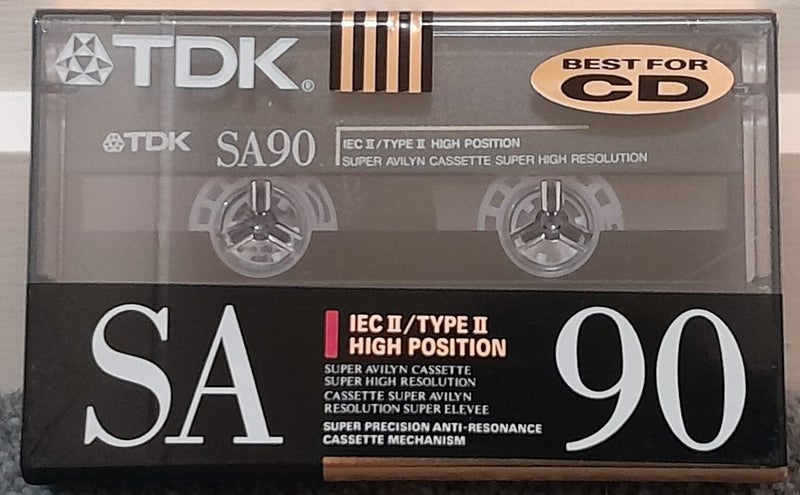 TDK®
BEST FOR
CD
TDK SA90
IEC II/TYPE II HIGH POSITION
SUPER AVILYN CASSETTE SUPER HIGH RESOLUTION
SA
IEC II/TYPE II
HIGH POSITION
SUPER AVILYN CASSETTE
SUPER HIGH RESOLUTION
CASSETTE SUPER AVILYN
RESOLUTION SUPER ELEVEE
SUPER PRECISION ANTI-RESONANCE
CASSETTE MECHANISM
90